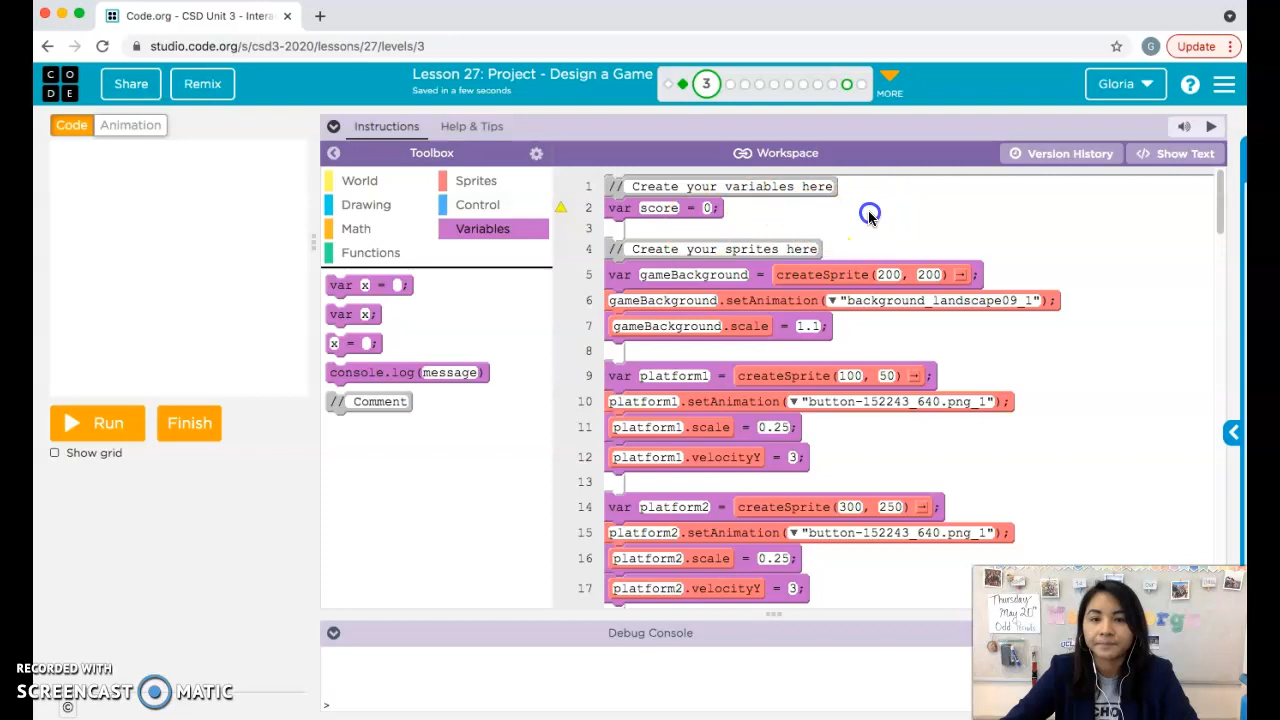 Code.org - CSD Unit 3 - Intera
studio.code.org/s/csd3-2020/lessons/27/levels/3
G
Update
C O
D E
Share
Remix
Lesson 27: Project - Design a Game
Saved in a few seconds
3
MORE
Gloria
?
Code
Animation
Instructions
Help & Tips
Toolbox
Workspace
Version History
</> Show Text
World
Sprites
Drawing
Control
Math
Variables
Functions
var x = ;
var x;
x = ;
console.log(message)
// Comment
Run
Finish
Show grid
1 // Create your variables here
2 var score = 0;
3
4 // Create your sprites here
5 var gameBackground = createSprite(200, 200);
6 gameBackground.setAnimation("background_landscape09_1");
7 gameBackground.scale = 1.1;
8
9 var platform1 = createSprite(100, 50);
10 platform1.setAnimation("button-152243_640.png_1");
11 platform1.scale = 0.25;
12 platform1.velocityY = 3;
13
14 var platform2 = createSprite(300, 250);
15 platform2.setAnimation("button-152243_640.png_1");
16 platform2.scale = 0.25;
17 platform2.velocityY = 3;
Debug Console
>
Thursday
May 20th
Odd Periods
RECORDED WITH
SCREENCAST MATIC
©